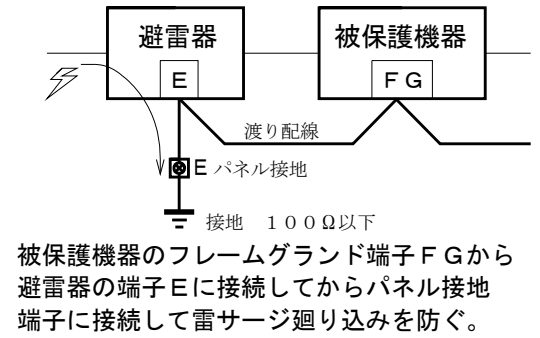 避雷器
被保護機器
E
FG
渡り配線
E パネル接地
接地 100Ω以下
被保護機器のフレームグランド端子FGから
避雷器の端子Eに接続してからパネル接地
端子に接続して雷サージ廻り込みを防ぐ。